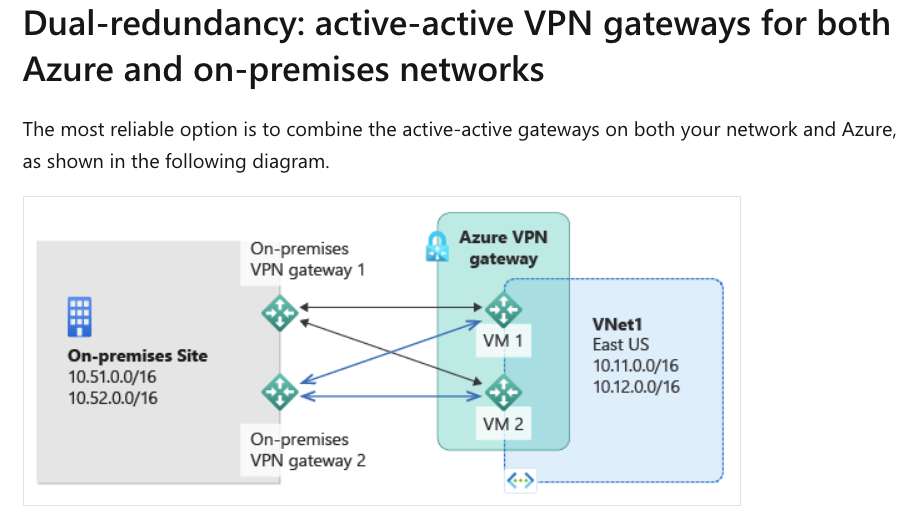 Dual-redundancy: active-active VPN gateways for both
Azure and on-premises networks
The most reliable option is to combine the active-active gateways on both your network and Azure,
as shown in the following diagram.
On-premises
VPN gateway 1
Azure VPN
gateway
On-premises Site
10.51.0.0/16
10.52.0.0/16
VM 1
VNet1
East US
10.11.0.0/16
10.12.0.0/16
VM 2
On-premises
VPN gateway 2